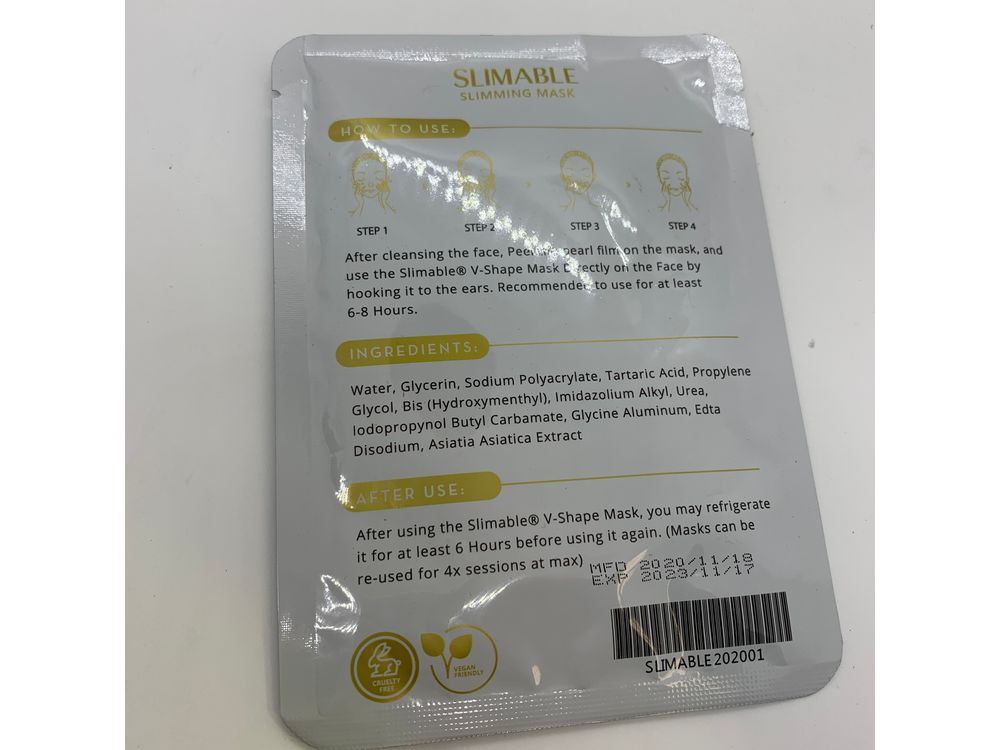 SLIMABLE
SLIMMING MASK
HOW TO USE:
STEP 1
STEP 2
STEP 3
STEP 4
After cleansing the face, Peel the pearl film on the mask, and
use the Slimable® V-Shape Mask Directly on the Face by
hooking it to the ears. Recommended to use for at least
6-8 Hours.
INGREDIENTS:
Water, Glycerin, Sodium Polyacrylate, Tartaric Acid, Propylene
Glycol, Bis (Hydroxymenthyl), Imidazolium Alkyl, Urea,
Iodopropynol Butyl Carbamate, Glycine Aluminum, Edta
Disodium, Asiatia Asiatica Extract
AFTER USE:
After using the Slimable® V-Shape Mask, you may refrigerate
it for at least 6 Hours before using it again. (Masks can be
re-used for 4x sessions at max)
MFD 2020/11/18
EXP 2023/11/17
CRUELTY
FREE
VEGAN
FRIENDLY
SLIMABLE202001